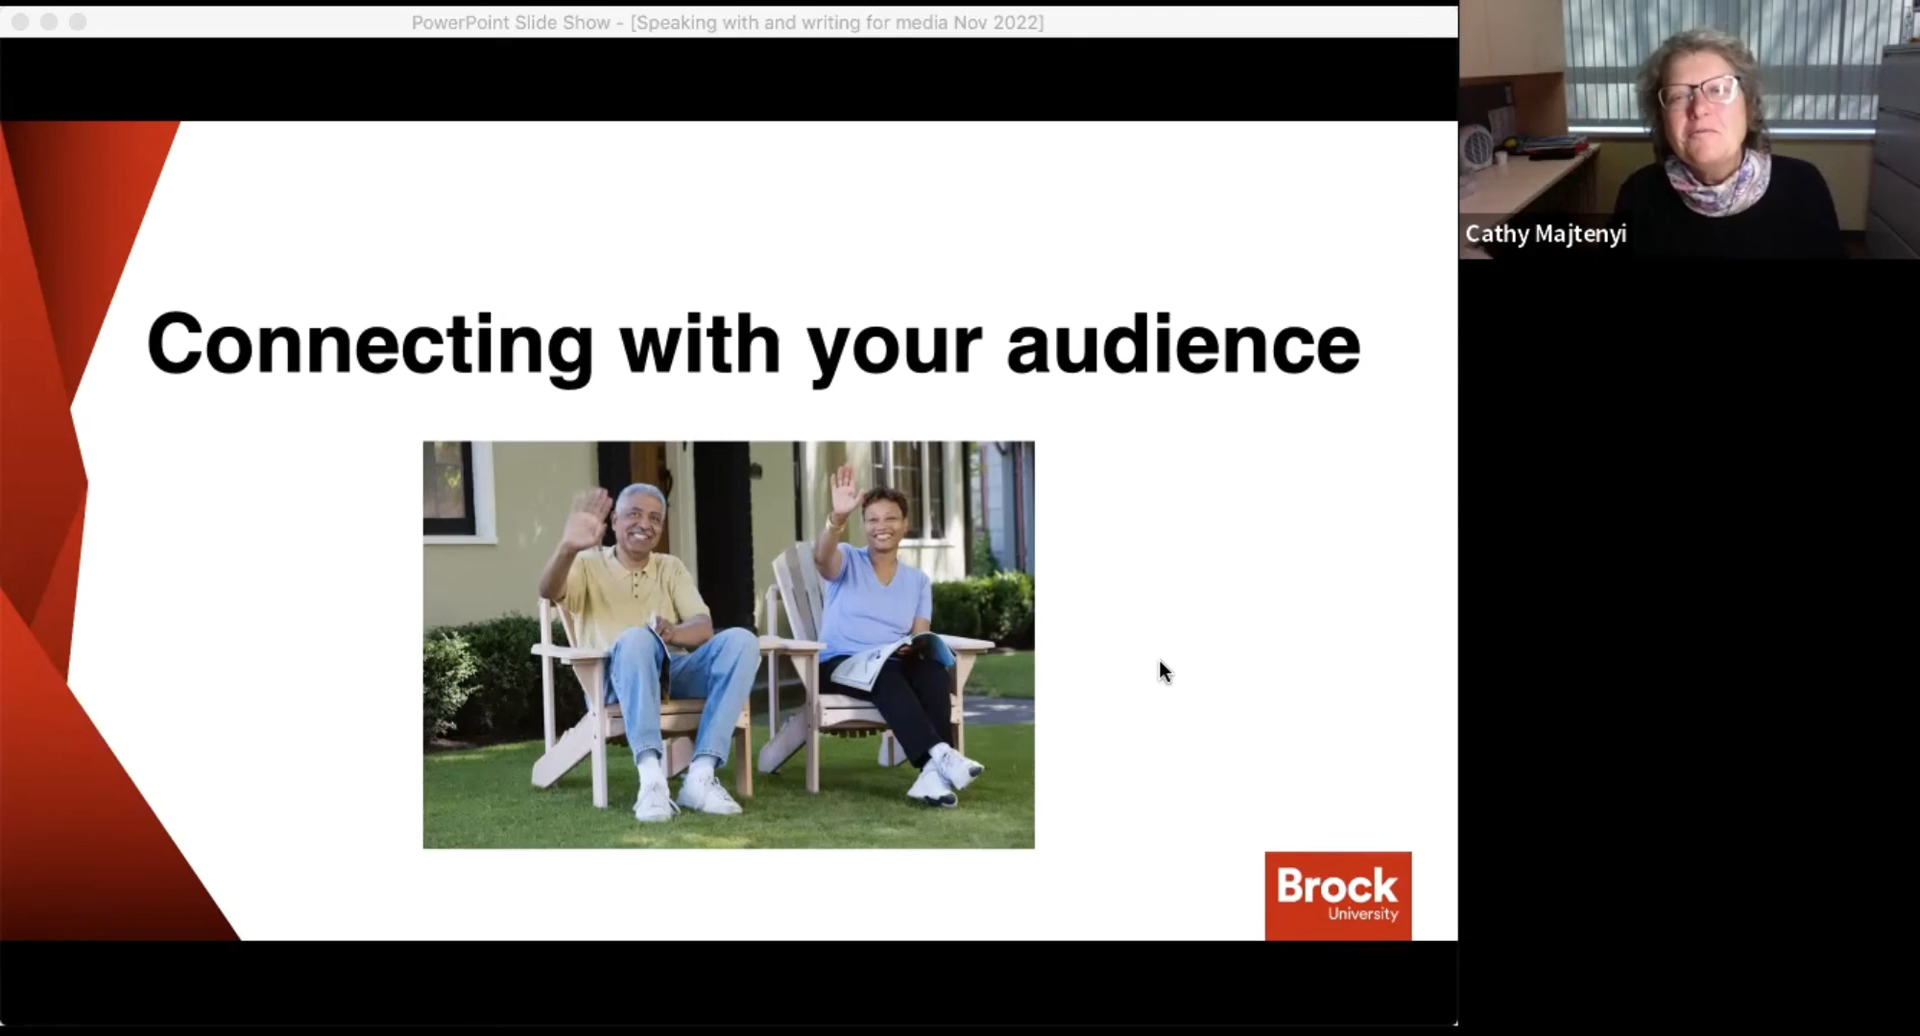 PowerPoint Slide Show - [Speaking with and writing for media Nov 2022]
Cathy Majtenyi
Connecting with your audience
Brock
University